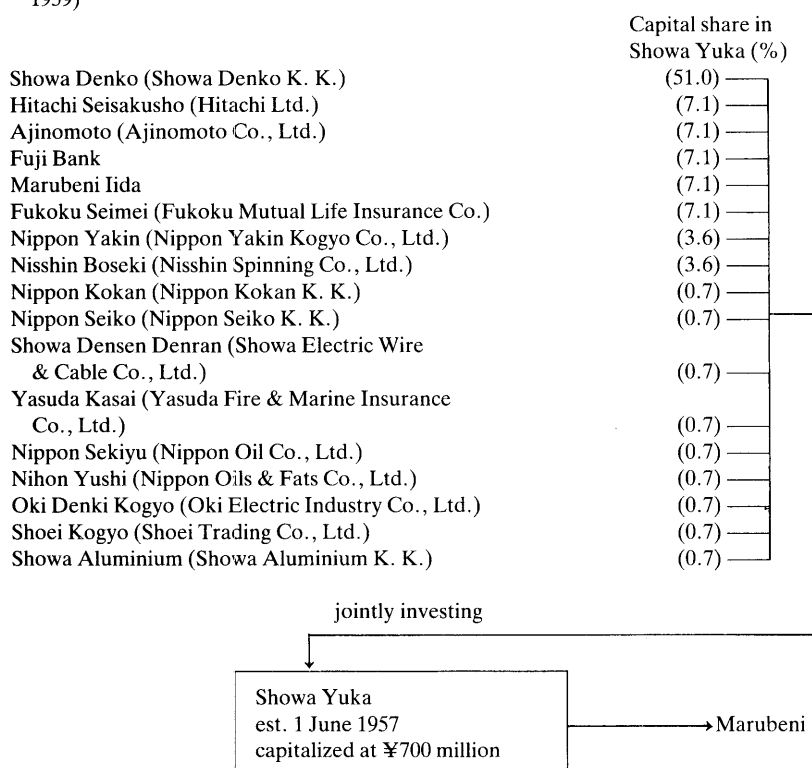 1959)
Capital share in
Showa Yuka (%)
Showa Denko (Showa Denko K. K.) (51.0)
Hitachi Seisakusho (Hitachi Ltd.) (7.1)
Ajinomoto (Ajinomoto Co., Ltd.) (7.1)
Fuji Bank (7.1)
Marubeni Iida (7.1)
Fukoku Seimei (Fukoku Mutual Life Insurance Co.) (7.1)
Nippon Yakin (Nippon Yakin Kogyo Co., Ltd.) (3.6)
Nisshin Boseki (Nisshin Spinning Co., Ltd.) (3.6)
Nippon Kokan (Nippon Kokan K. K.) (0.7)
Nippon Seiko (Nippon Seiko K. K.) (0.7)
Showa Densen Denran (Showa Electric Wire
& Cable Co., Ltd.) (0.7)
Yasuda Kasai (Yasuda Fire & Marine Insurance
Co., Ltd.) (0.7)
Nippon Sekiyu (Nippon Oil Co., Ltd.) (0.7)
Nihon Yushi (Nippon Oils & Fats Co., Ltd.) (0.7)
Oki Denki Kogyo (Oki Electric Industry Co., Ltd.) (0.7)
Shoei Kogyo (Shoei Trading Co., Ltd.) (0.7)
Showa Aluminium (Showa Aluminium K. K.) (0.7)
jointly investing
Showa Yuka
est. 1 June 1957
capitalized at ¥700 million
Marubeni